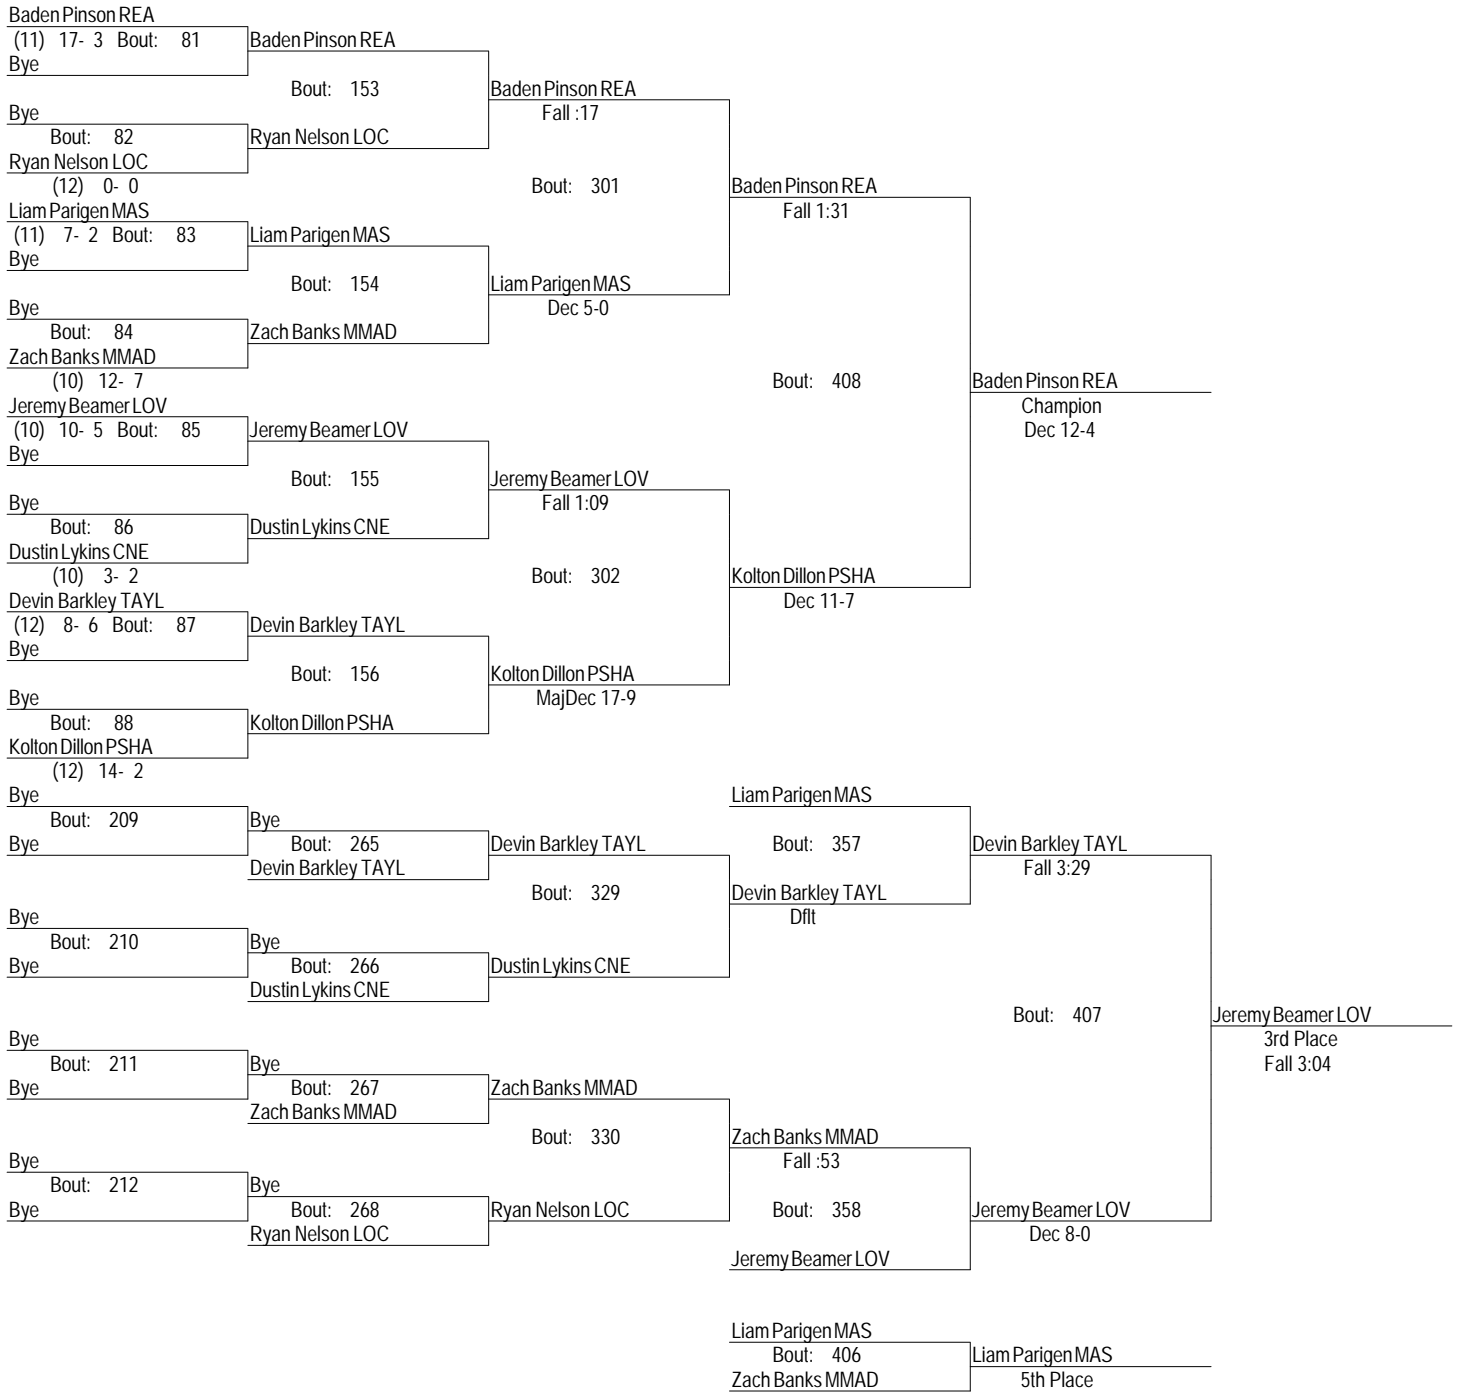 Baden Pinson REA
(11) 17- 3 Bout: 81 Baden Pinson REA
Bye
Bout: 153 Baden Pinson REA
Bye Fall :17
Bout: 82 Ryan Nelson LOC
Ryan Nelson LOC
(12) 0- 0 Bout: 301 Baden Pinson REA
Liam Parigen MAS Fall 1:31
(11) 7- 2 Bout: 83 Liam Parigen MAS
Bye
Bout: 154 Liam Parigen MAS
Bye Dec 5-0
Bout: 84 Zach Banks MMAD
Zach Banks MMAD
(10) 12- 7 Bout: 408 Baden Pinson REA
Jeremy Beamer LOV Champion
(10) 10- 5 Bout: 85 Jeremy Beamer LOV Dec 12-4
Bye
Bout: 155 Jeremy Beamer LOV
Bye Fall 1:09
Bout: 86 Dustin Lykins CNE
Dustin Lykins CNE
(10) 3- 2 Bout: 302 Kolton Dillon PSHA
Devin Barkley TAYL Dec 11-7
(12) 8- 6 Bout: 87 Devin Barkley TAYL
Bye
Bout: 156 Kolton Dillon PSHA
Bye MajDec 17-9
Bout: 88 Kolton Dillon PSHA
Kolton Dillon PSHA
(12) 14- 2
Bye Liam Parigen MAS
Bout: 209 Bye
Bye Bout: 265 Devin Barkley TAYL Bout: 357 Devin Barkley TAYL
Devin Barkley TAYL Fall 3:29
Bout: 329 Devin Barkley TAYL
Bye Dflt
Bout: 210 Bye
Bye Bout: 266 Dustin Lykins CNE
Dustin Lykins CNE
Bout: 407 Jeremy Beamer LOV
Bye 3rd Place
Bout: 211 Bye Fall 3:04
Bye Bout: 267 Zach Banks MMAD
Zach Banks MMAD
Bout: 330 Zach Banks MMAD
Bye Fall :53
Bout: 212 Bye
Bye Bout: 268 Ryan Nelson LOC Bout: 358 Jeremy Beamer LOV
Ryan Nelson LOC Dec 8-0
Jeremy Beamer LOV
Liam Parigen MAS
Bout: 406 Liam Parigen MAS
Zach Banks MMAD 5th Place